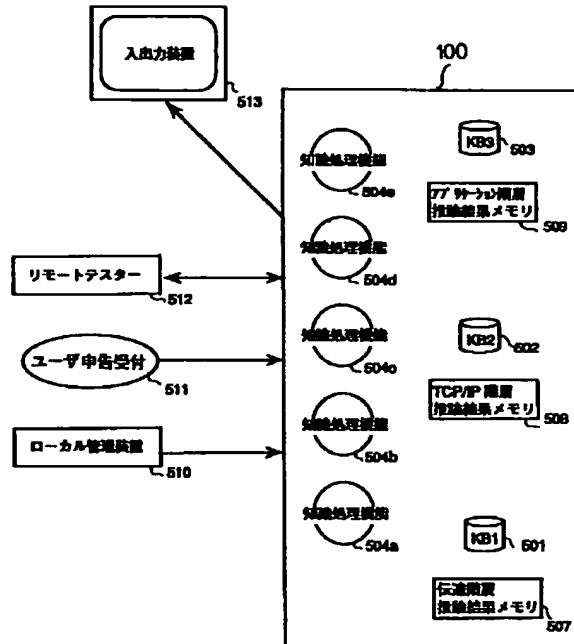 入出力装置
513
100
知識処理機能
504e
KB3
503
アプリケーション階層
推論結果メモリ
509
リモートテスター
512
知識処理機能
504d
ユーザ申告受付
511
知識処理機能
504c
KB2
502
TCP/IP 階層
推論結果メモリ
508
ローカル管理装置
510
知識処理機能
504b
知識処理機能
504a
KB1
501
伝達階層
推論結果メモリ
507